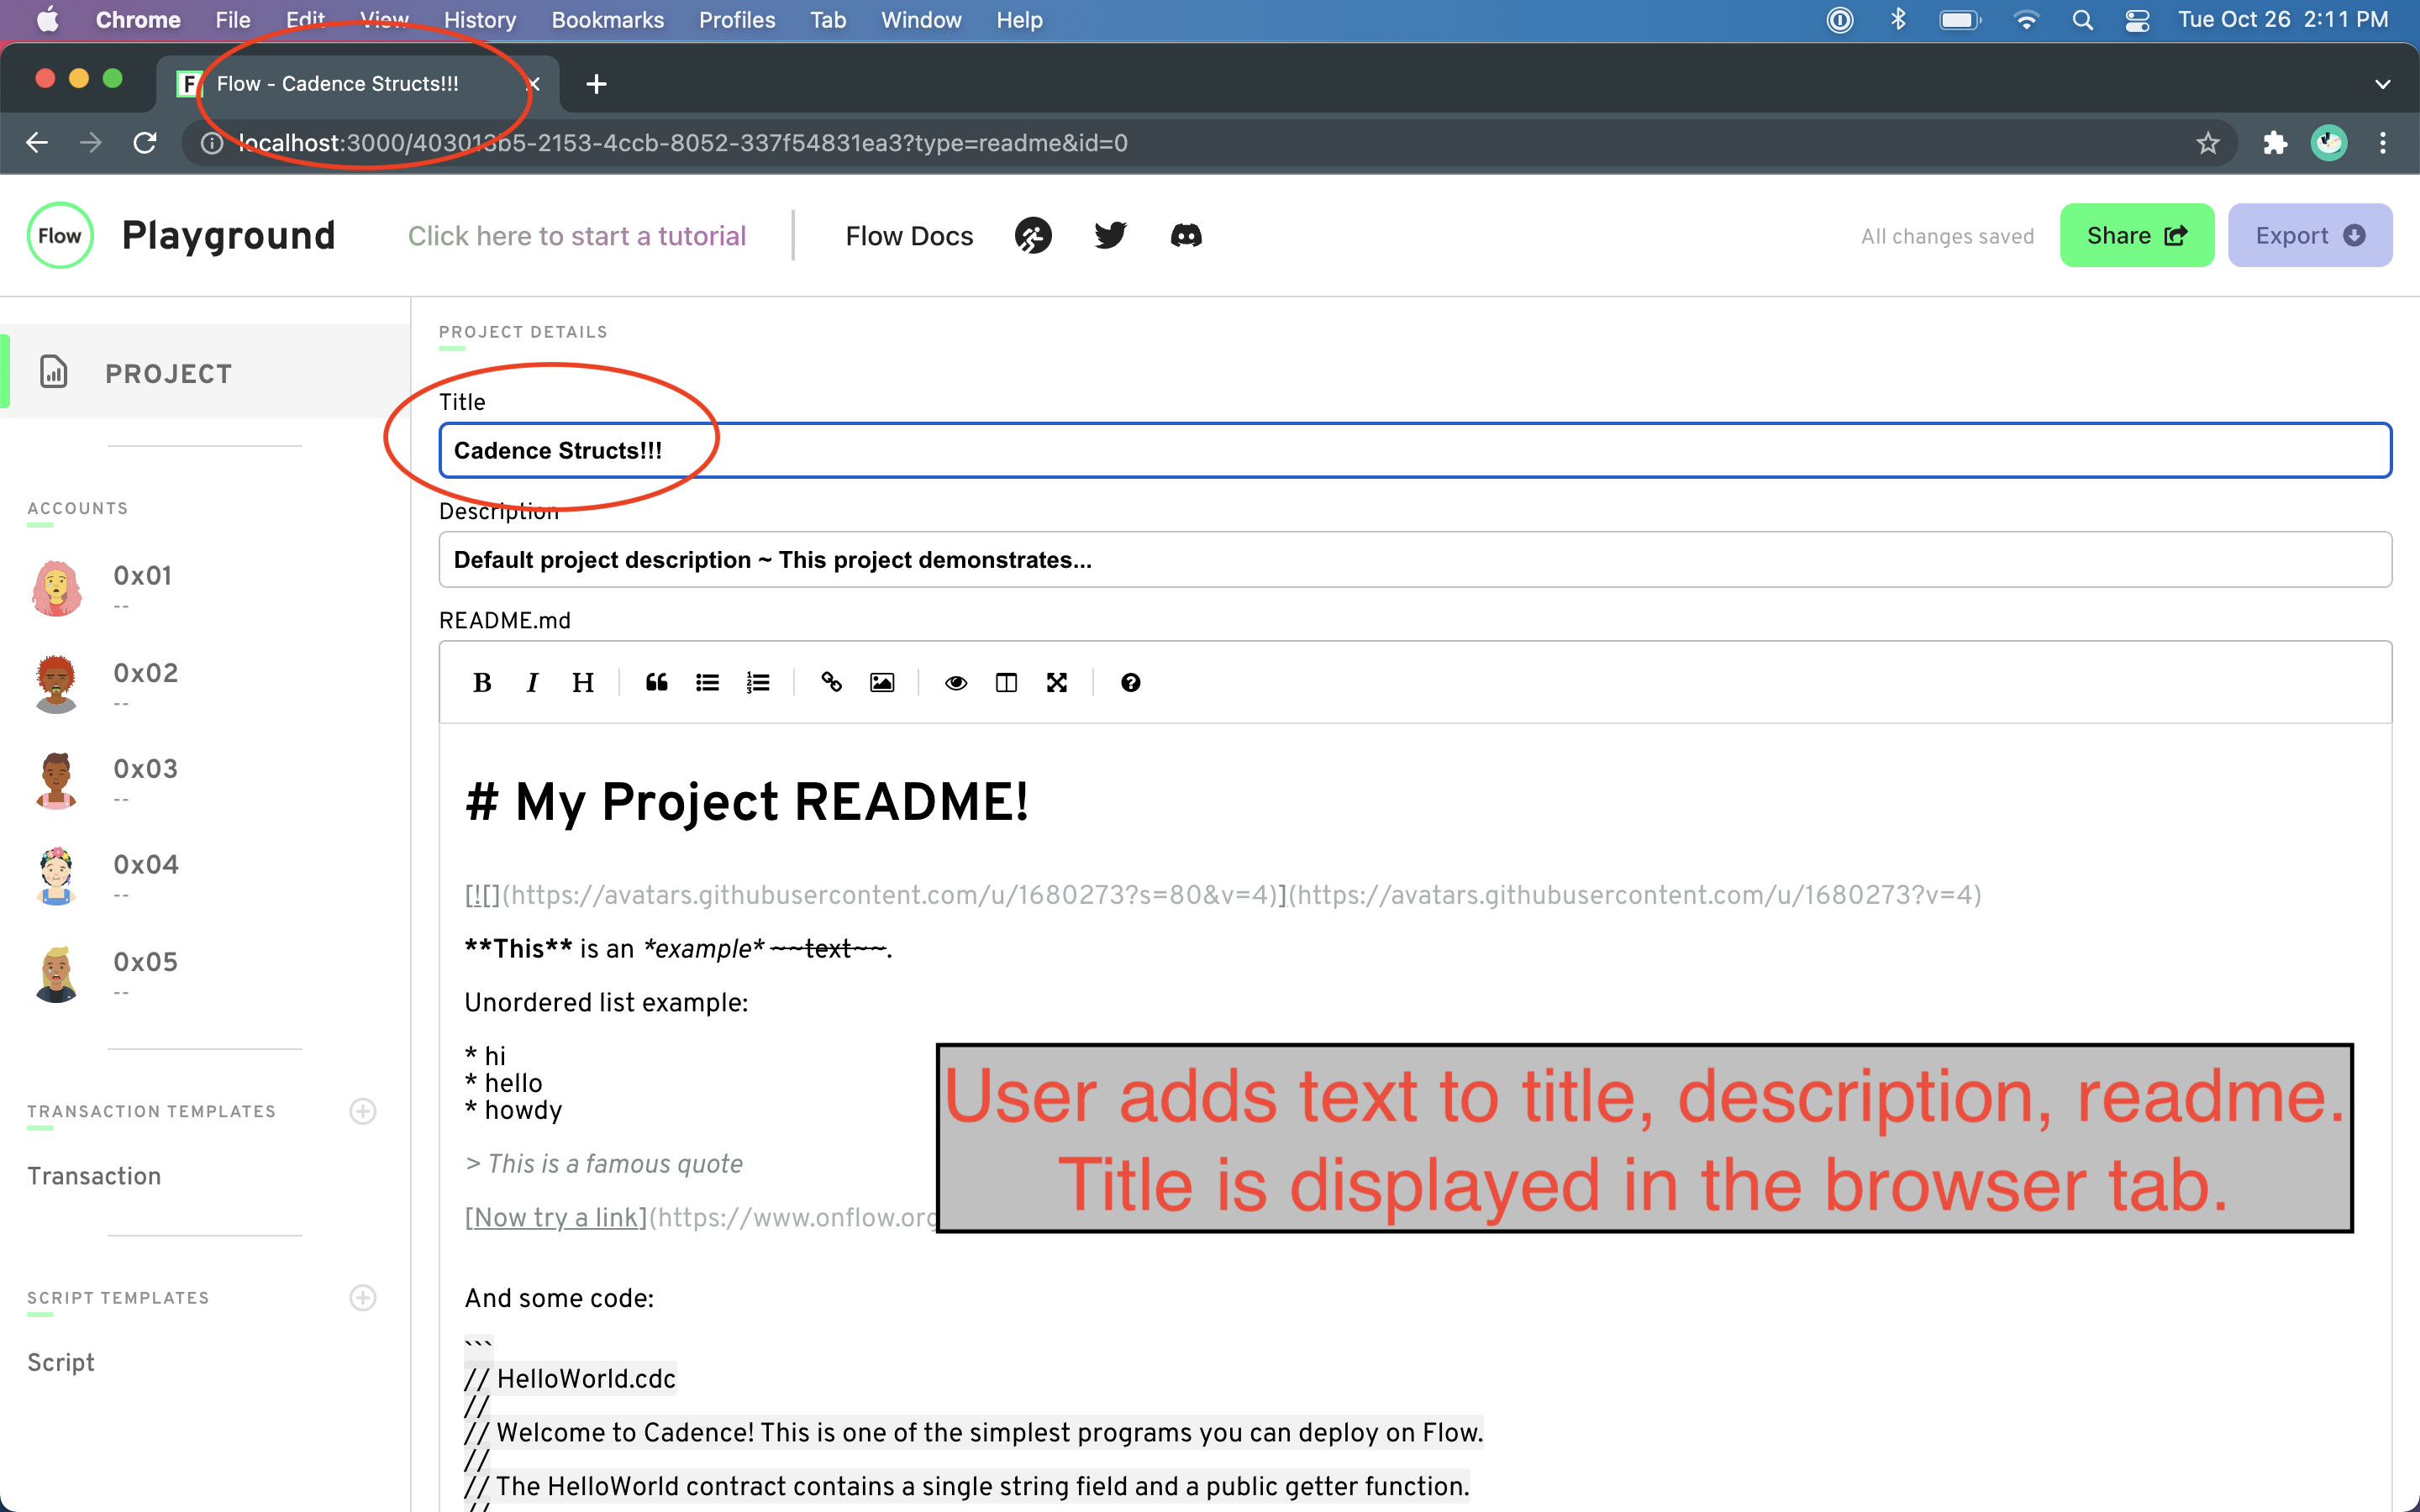 Chrome File Edit View History Bookmarks Profiles Tab Window Help Tue Oct 26 2:11 PM
F Flow - Cadence Structs!!!
localhost:3000/403013b5-2153-4ccb-8052-337f54831ea3?type=readme&id=0
Flow Playground Click here to start a tutorial Flow Docs All changes saved Share Export
PROJECT
ACCOUNTS
0x01
--
0x02
--
0x03
--
0x04
--
0x05
--
TRANSACTION TEMPLATES
Transaction
SCRIPT TEMPLATES
Script
PROJECT DETAILS
Title
Cadence Structs!!!
Description
Default project description ~ This project demonstrates...
README.md
B I H
# My Project README!
[![](https://avatars.githubusercontent.com/u/1680273?s=80&v=4)](https://avatars.githubusercontent.com/u/1680273?v=4)
**This** is an *example* ~~text~~.
Unordered list example:
* hi
* hello
* howdy
> This is a famous quote
[Now try a link](https://www.onflow.org
User adds text to title, description, readme.
Title is displayed in the browser tab.
And some code:
```
// HelloWorld.cdc
//
// Welcome to Cadence! This is one of the simplest programs you can deploy on Flow.
//
// The HelloWorld contract contains a single string field and a public getter function.
//